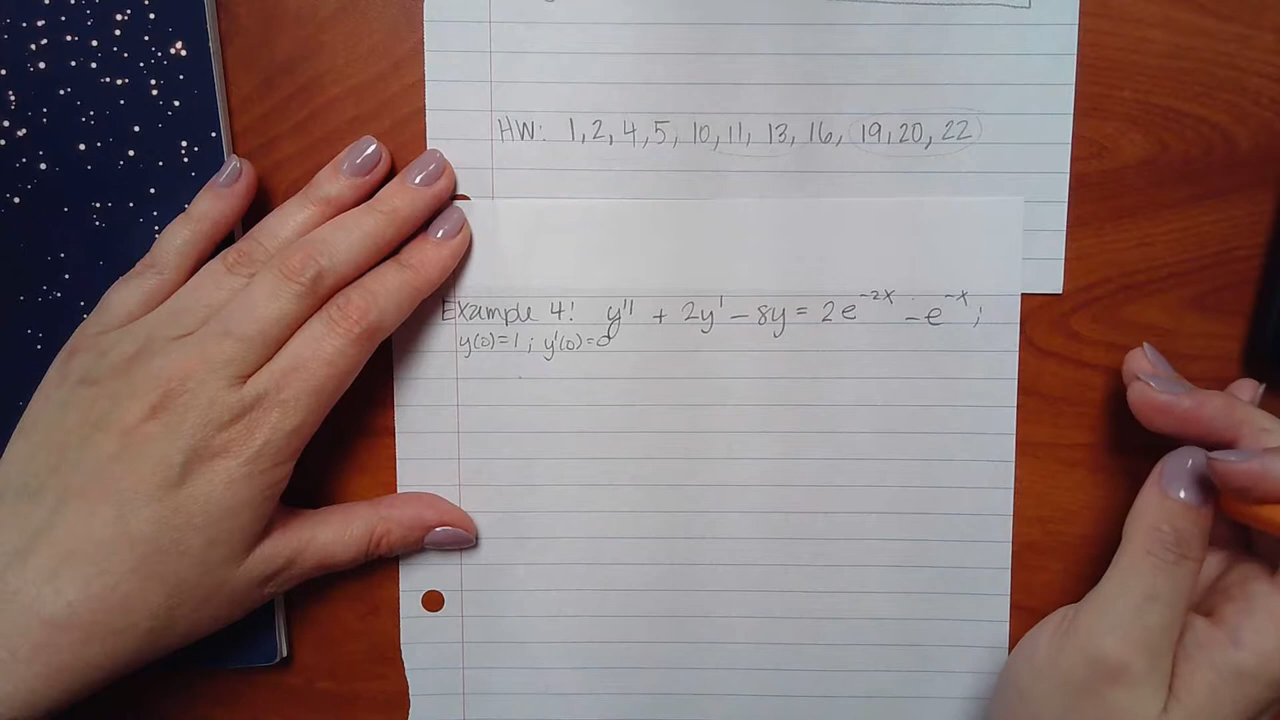 HW: 1, 2, 4, 5, 10, 11, 13, 16, 19, 20, 22
Example 4! y'' + 2y' - 8y = 2e^{-2x} - e^{-x};
y(0)=1; y'(0)=0